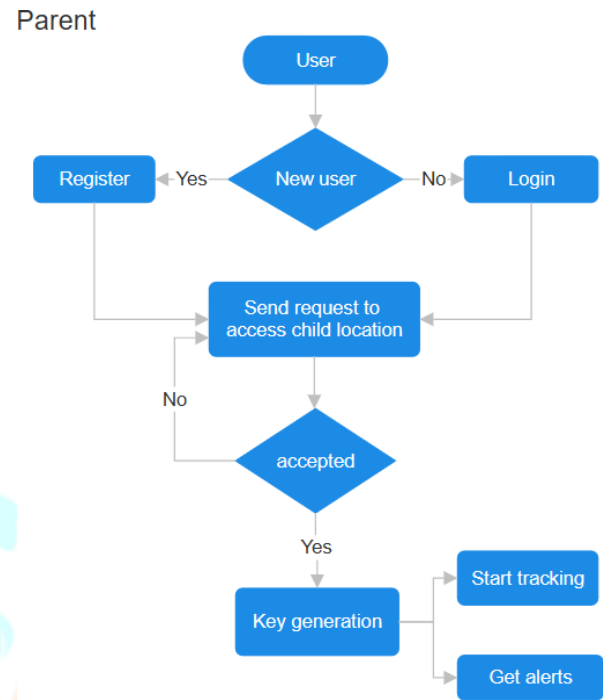 Parent
User
New user
Yes
No
Register
Login
Send request to
access child location
No
accepted
Yes
Key generation
Start tracking
Get alerts